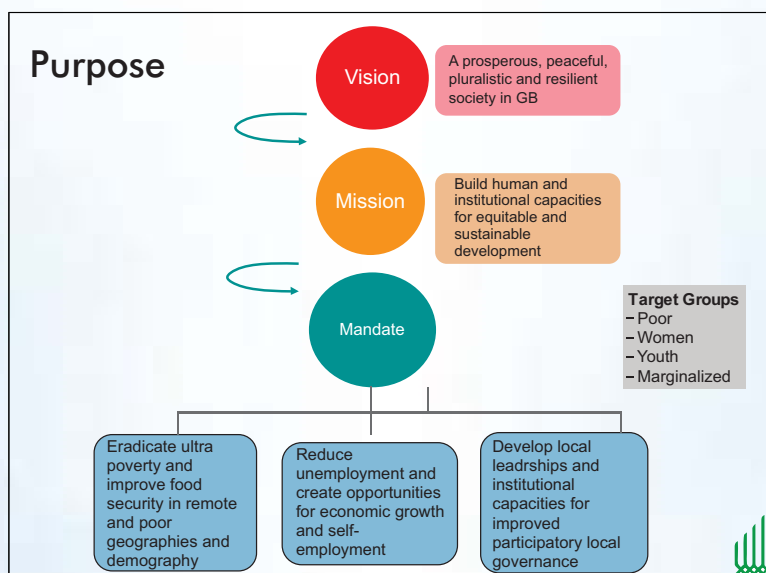 Purpose
Vision
A prosperous, peaceful,
pluralistic and resilient
society in GB
Mission
Build human and
institutional capacities
for equitable and
sustainable
development
Mandate
Target Groups
– Poor
– Women
– Youth
– Marginalized
Eradicate ultra
poverty and
improve food
security in remote
and poor
geographies and
demography
Reduce
unemployment and
create opportunities
for economic growth
and self-
employment
Develop local
leadrships and
institutional
capacities for
improved
participatory local
governance